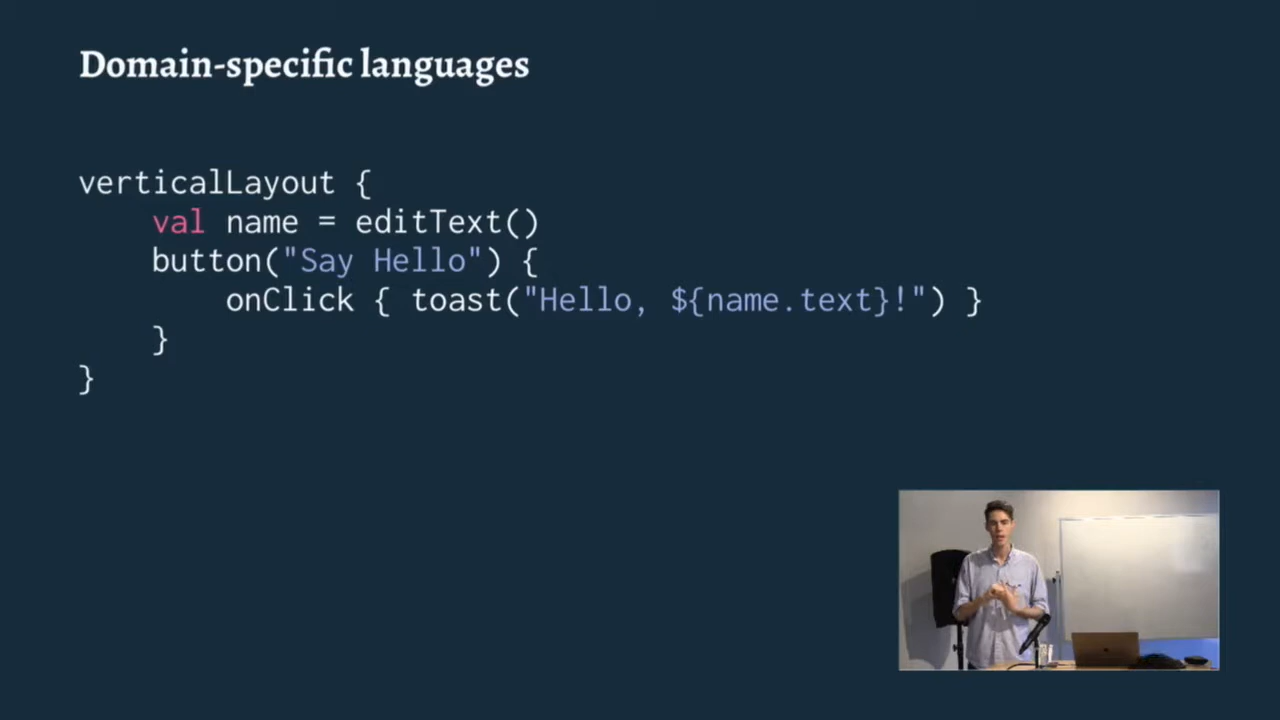 Domain-specific languages
verticalLayout {
    val name = editText()
    button("Say Hello") {
        onClick { toast("Hello, ${name.text}!") }
    }
}